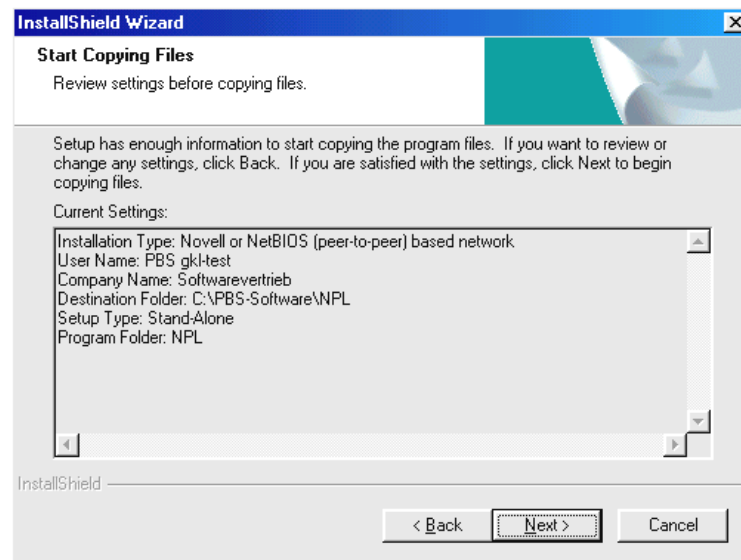 InstallShield Wizard
Start Copying Files
Review settings before copying files.
Setup has enough information to start copying the program files. If you want to review or
change any settings, click Back. If you are satisfied with the settings, click Next to begin
copying files.
Current Settings:
Installation Type: Novell or NetBIOS (peer-to-peer) based network
User Name: PBS gkl-test
Company Name: Softwarevertrieb
Destination Folder: C:\PBS-Software\NPL
Setup Type: Stand-Alone
Program Folder: NPL
InstallShield
< Back Next > Cancel